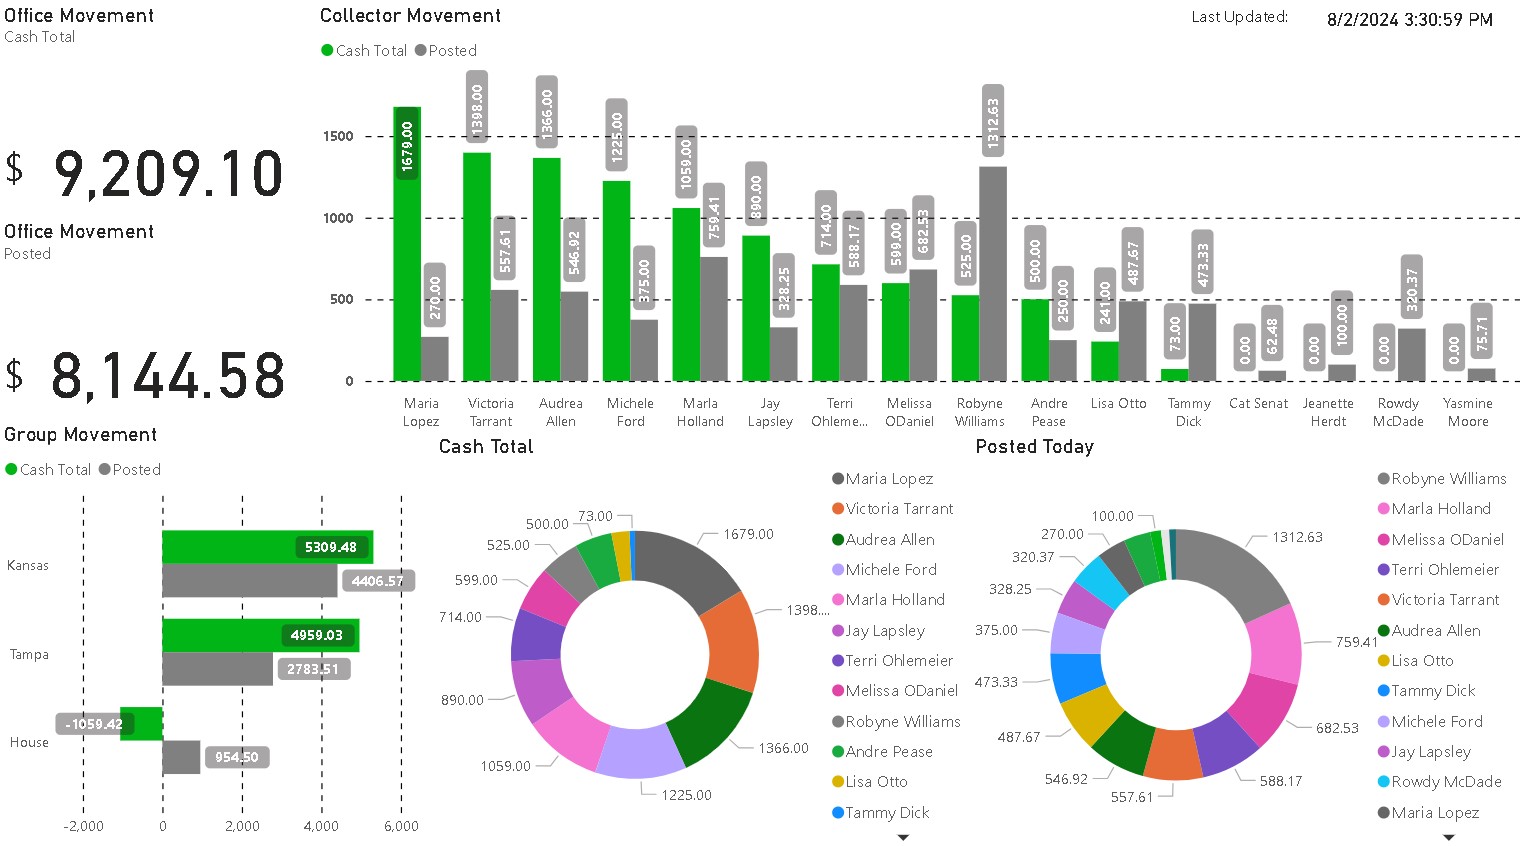 Office Movement
Cash Total
$ 9,209.10
Office Movement
Posted
$ 8,144.58
Collector Movement
Cash Total Posted
Last Updated: 8/2/2024 3:30:59 PM
1500
1000
500
0
1679.00
270.00
1398.00
557.61
1366.00
546.92
1225.00
375.00
1059.00
759.41
890.00
328.25
714.00
588.17
599.00
682.53
525.00
1312.63
500.00
250.00
241.00
487.67
73.00
473.33
0.00
62.48
0.00
100.00
0.00
320.37
0.00
75.71
Maria
Lopez
Victoria
Tarrant
Audrea
Allen
Michele
Ford
Marla
Holland
Jay
Lapsley
Terri
Ohleme...
Melissa
ODaniel
Robyne
Williams
Andre
Pease
Lisa Otto
Tammy
Dick
Cat Senat
Jeanette
Herdt
Rowdy
McDade
Yasmine
Moore
Group Movement
Cash Total Posted
Kansas
5309.48
4406.57
Tampa
4959.03
2783.51
House
-1059.42
954.50
-2,000 0 2,000 4,000 6,000
Cash Total
1679.00
1398....
1366.00
1225.00
1059.00
890.00
714.00
599.00
525.00
500.00
73.00
Maria Lopez
Victoria Tarrant
Audrea Allen
Michele Ford
Marla Holland
Jay Lapsley
Terri Ohlemeier
Melissa ODaniel
Robyne Williams
Andre Pease
Lisa Otto
Tammy Dick
Posted Today
1312.63
759.41
682.53
588.17
557.61
546.92
487.67
473.33
375.00
328.25
320.37
270.00
100.00
Robyne Williams
Marla Holland
Melissa ODaniel
Terri Ohlemeier
Victoria Tarrant
Audrea Allen
Lisa Otto
Tammy Dick
Michele Ford
Jay Lapsley
Rowdy McDade
Maria Lopez